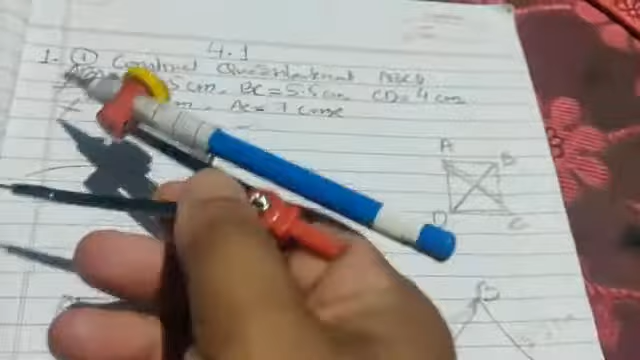 4.1
1. ① Construct Quadrilateral ABCD
5 cm. BC = 5.5 cm CD = 4 cm
m. AC = 7 cm
A
B
D
C